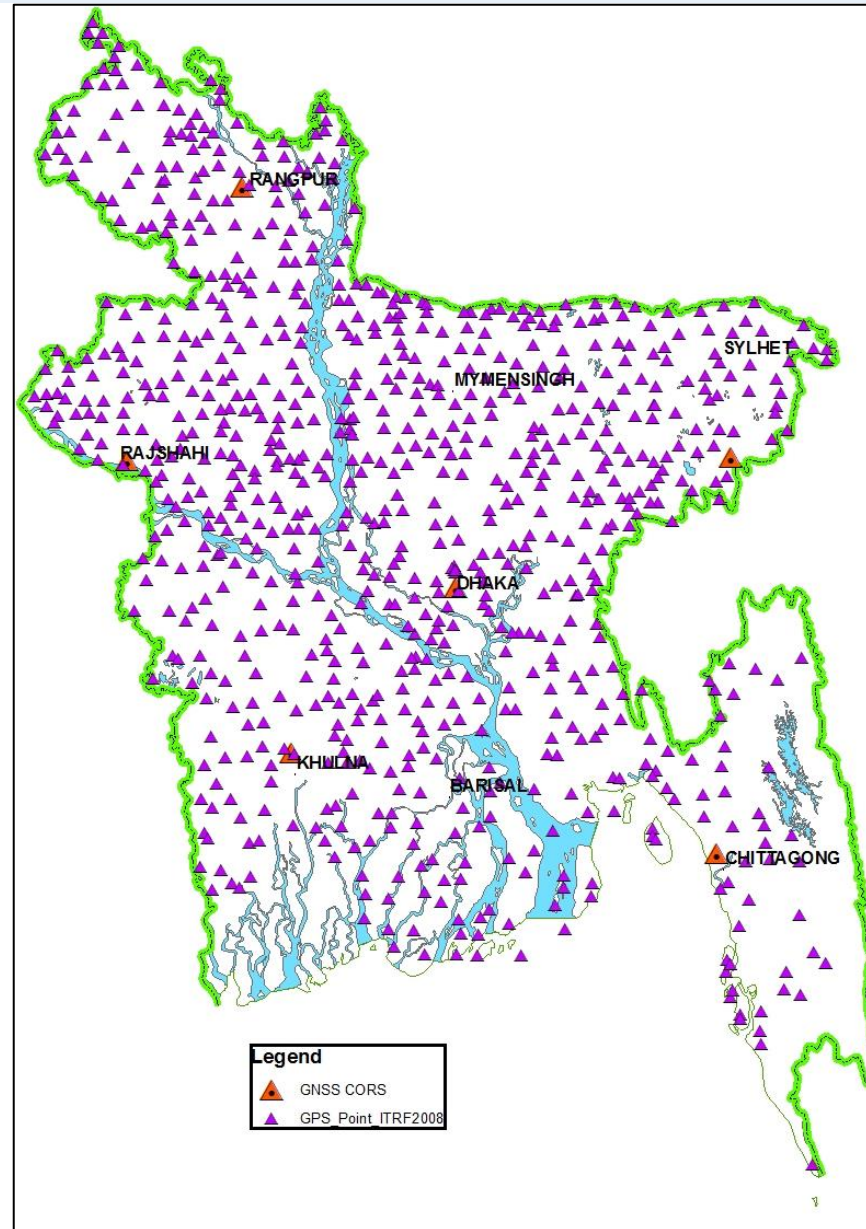 RANGPUR
SYLHET
MYMENSINGH
RAJSHAHI
DHAKA
KHULNA
BARISAL
CHITTAGONG
Legend
GNSS CORS
GPS_Point_ITRF2008